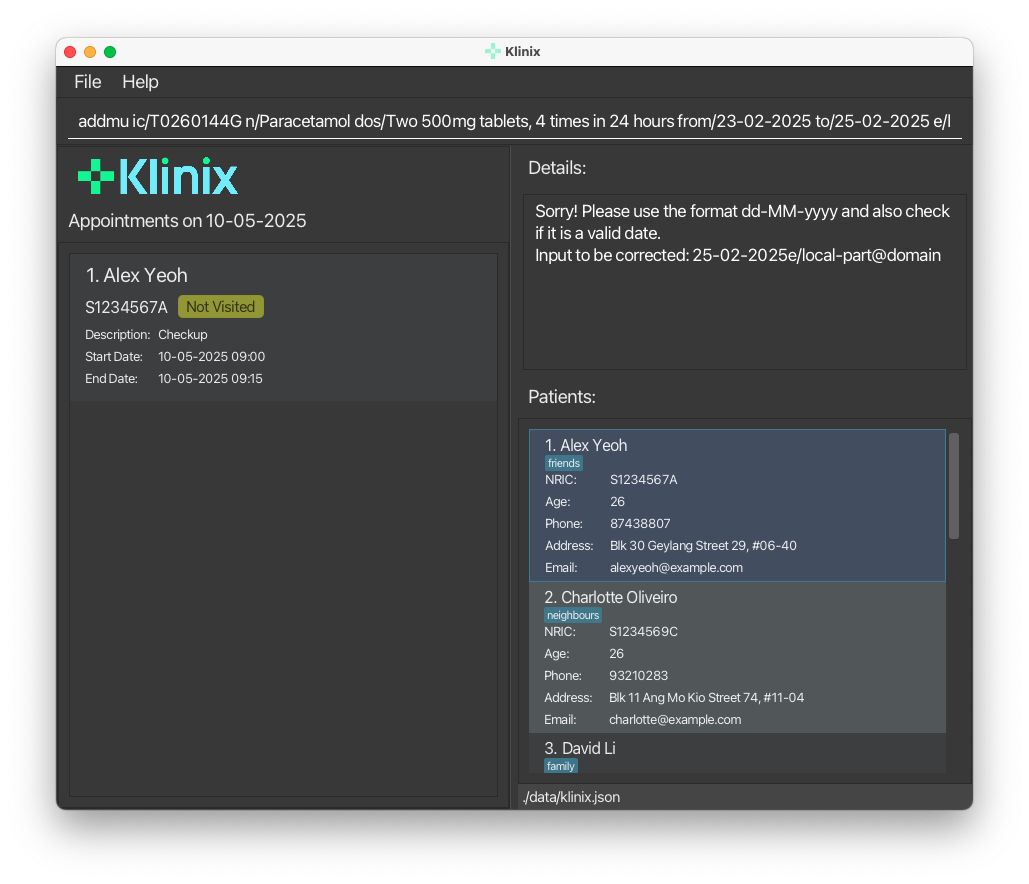 Klinix
File Help
addmu ic/T0260144G n/Paracetamol dos/Two 500mg tablets, 4 times in 24 hours from/23-02-2025 to/25-02-2025 e/l
Klinix
Appointments on 10-05-2025
1. Alex Yeoh
S1234567A Not Visited
Description: Checkup
Start Date: 10-05-2025 09:00
End Date: 10-05-2025 09:15
Details:
Sorry! Please use the format dd-MM-yyyy and also check
if it is a valid date.
Input to be corrected: 25-02-2025e/local-part@domain
Patients:
1. Alex Yeoh
friends
NRIC: S1234567A
Age: 26
Phone: 87438807
Address: Blk 30 Geylang Street 29, #06-40
Email: alexyeoh@example.com
2. Charlotte Oliveiro
neighbours
NRIC: S1234569C
Age: 26
Phone: 93210283
Address: Blk 11 Ang Mo Kio Street 74, #11-04
Email: charlotte@example.com
3. David Li
family
./data/klinix.json